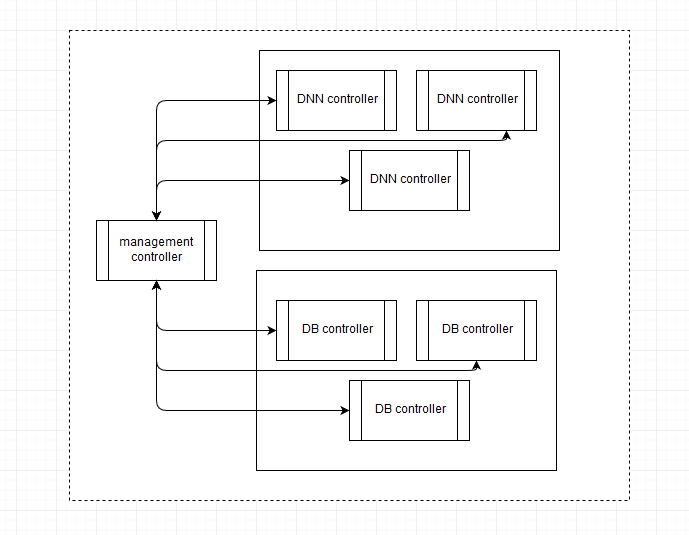 DNN controller
DNN controller
DNN controller
management
controller
DB controller
DB controller
DB controller